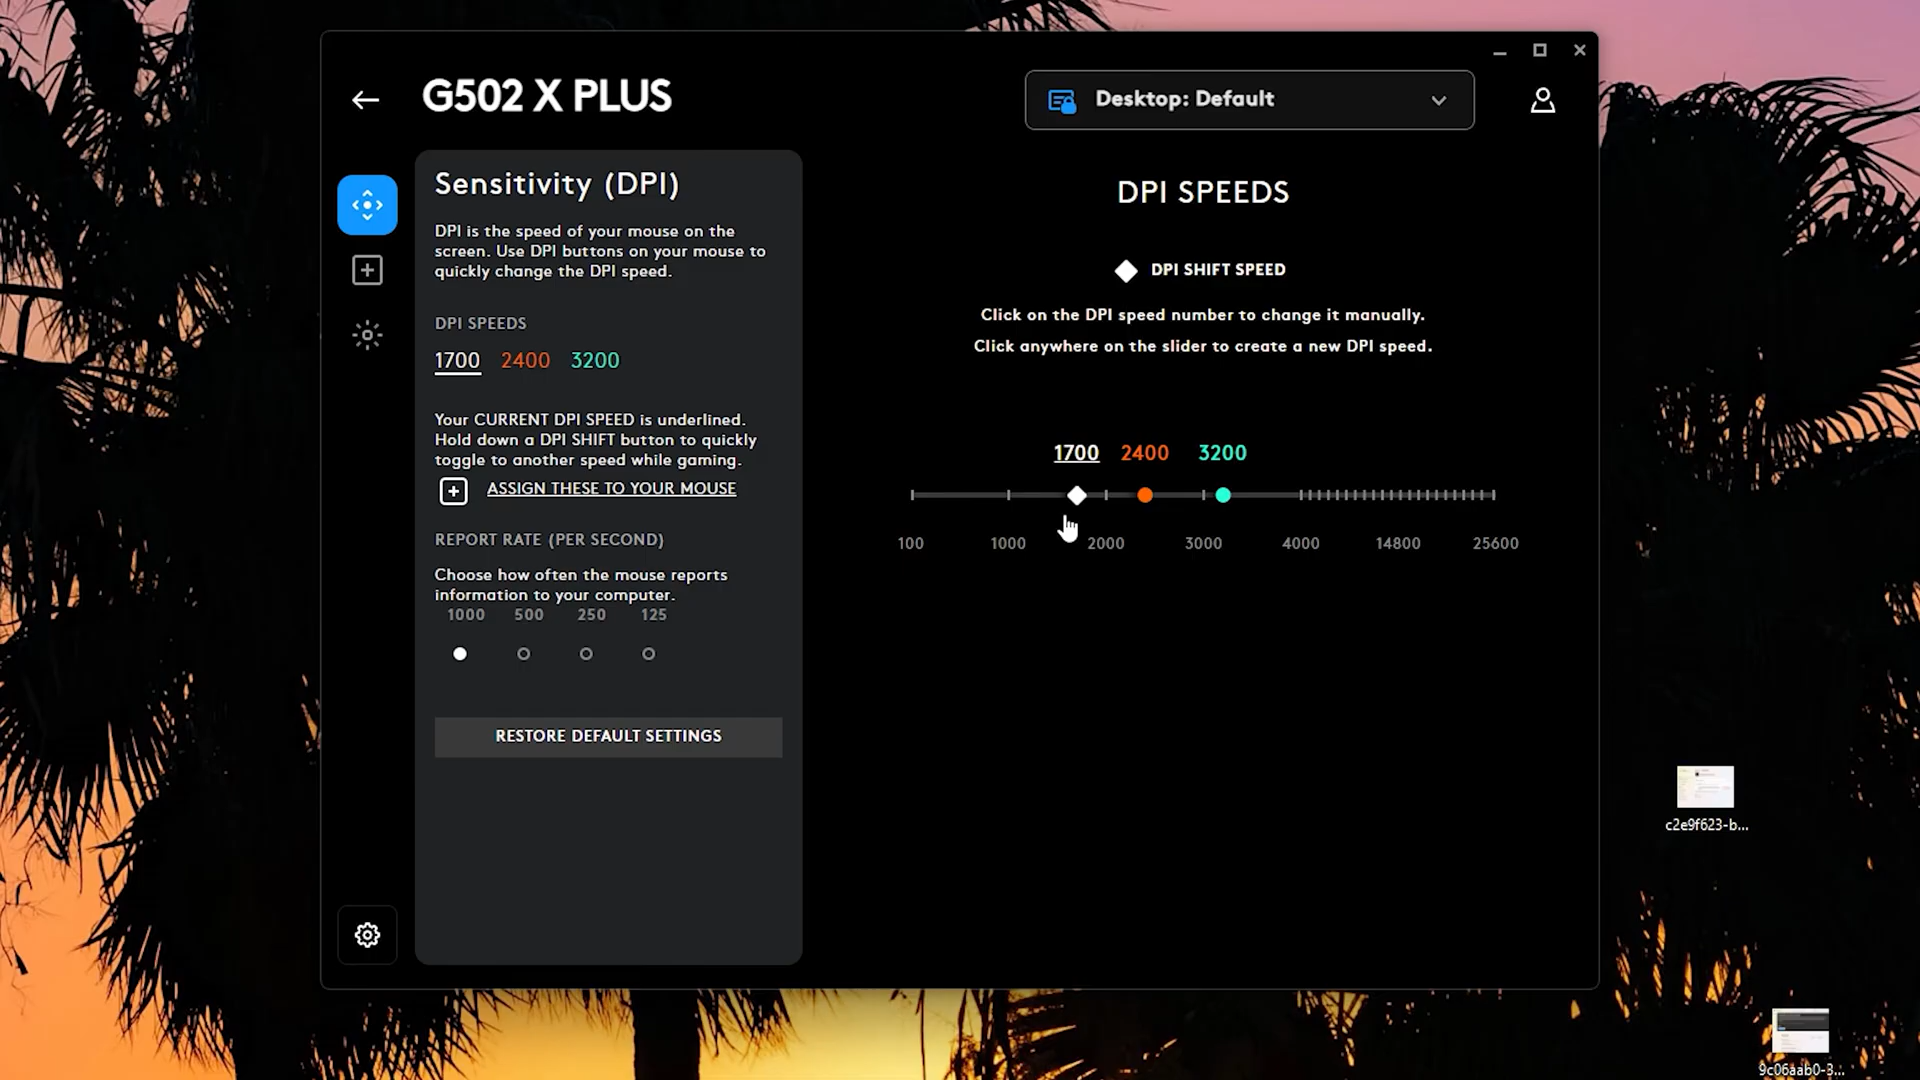 G502 X PLUS
Desktop: Default
Sensitivity (DPI)
DPI is the speed of your mouse on the
screen. Use DPI buttons on your mouse to
quickly change the DPI speed.
DPI SPEEDS
1700 2400 3200
Your CURRENT DPI SPEED is underlined.
Hold down a DPI SHIFT button to quickly
toggle to another speed while gaming.
ASSIGN THESE TO YOUR MOUSE
REPORT RATE (PER SECOND)
Choose how often the mouse reports
information to your computer.
1000 500 250 125
RESTORE DEFAULT SETTINGS
DPI SPEEDS
DPI SHIFT SPEED
Click on the DPI speed number to change it manually.
Click anywhere on the slider to create a new DPI speed.
1700 2400 3200
100 1000 2000 3000 4000 14800 25600
c2e9f623-b...
9c06aab0-3...